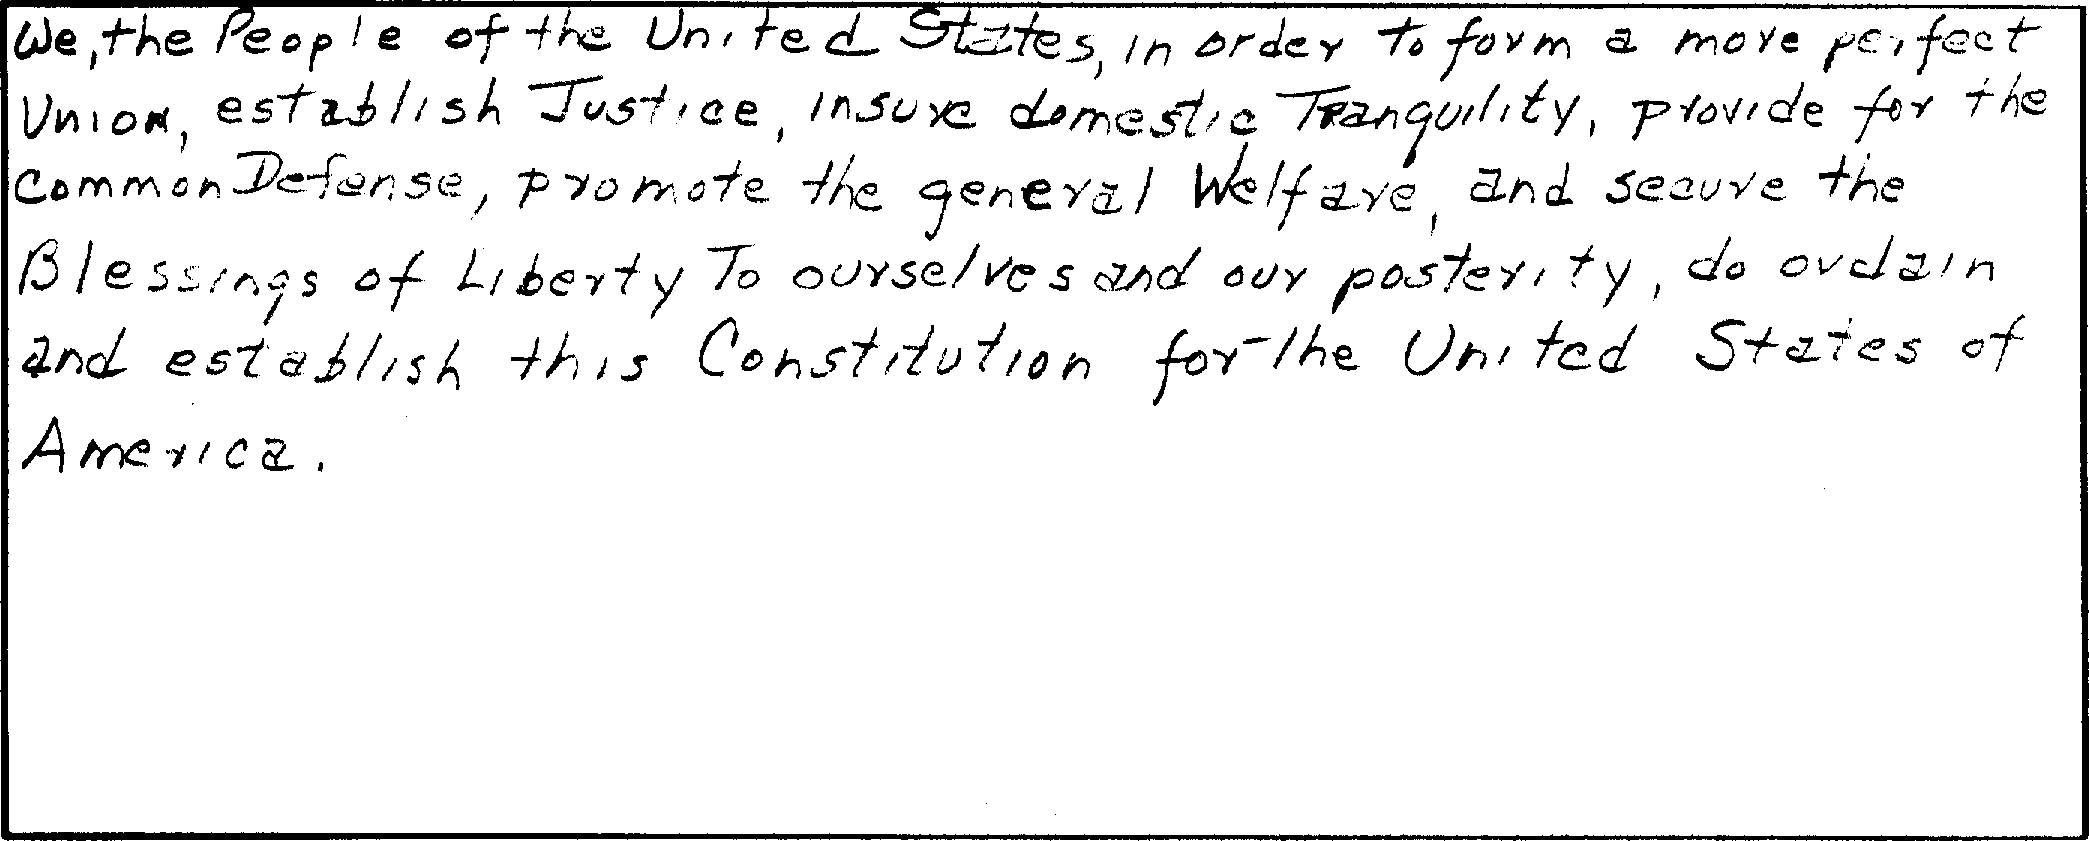 We, the People of the United States, in order to form a more perfect
Union, establish Justice, insure domestic Tranquility, provide for the
common Defense, promote the general Welfare, and secure the
Blessings of Liberty To ourselves and our posterity, do ordain
and establish this Constitution for the United States of
America.